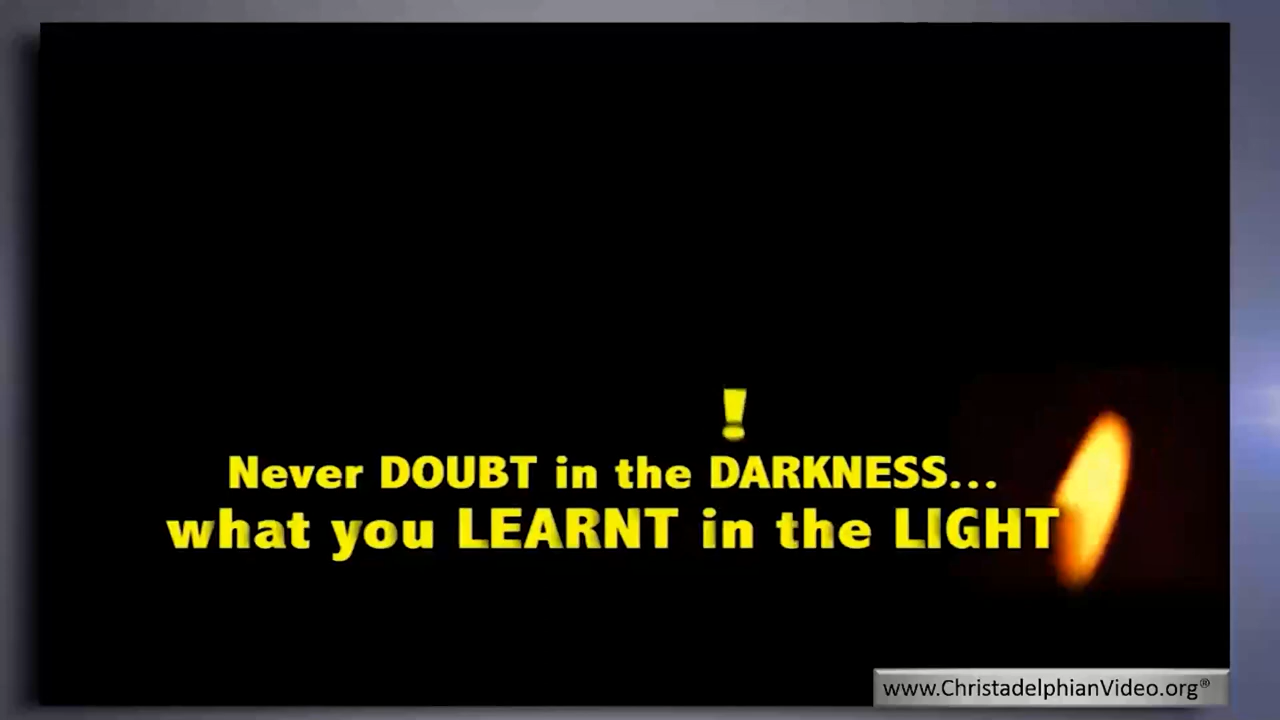 !
Never DOUBT in the DARKNESS...
what you LEARNT in the LIGHT
www.ChristadelphianVideo.org®